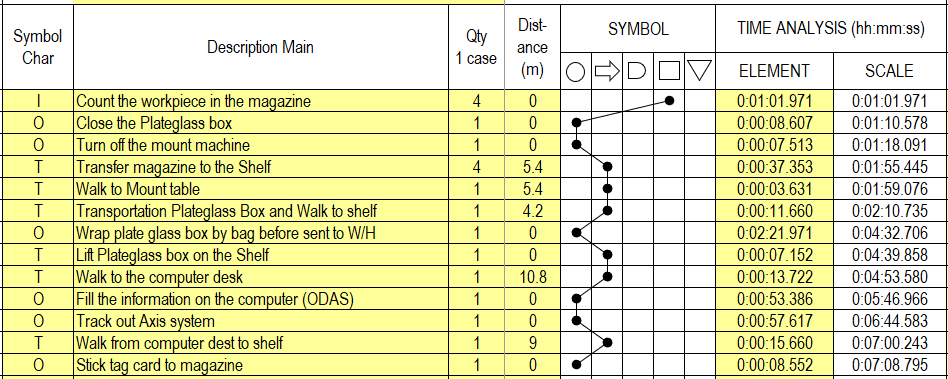 Symbol Char Description Main Qty 1 case Dist-ance (m) SYMBOL TIME ANALYSIS (hh:mm:ss)
ELEMENT SCALE
I Count the workpiece in the magazine 4 0 0:01:01.971 0:01:01.971
O Close the Plateglass box 1 0 0:00:08.607 0:01:10.578
O Turn off the mount machine 1 0 0:00:07.513 0:01:18.091
T Transfer magazine to the Shelf 4 5.4 0:00:37.353 0:01:55.445
T Walk to Mount table 1 5.4 0:00:03.631 0:01:59.076
T Transportation Plateglass Box and Walk to shelf 1 4.2 0:00:11.660 0:02:10.735
O Wrap plate glass box by bag before sent to W/H 1 0 0:02:21.971 0:04:32.706
T Lift Plateglass box on the Shelf 1 0 0:00:07.152 0:04:39.858
T Walk to the computer desk 1 10.8 0:00:13.722 0:04:53.580
O Fill the information on the computer (ODAS) 1 0 0:00:53.386 0:05:46.966
O Track out Axis system 1 0 0:00:57.617 0:06:44.583
T Walk from computer dest to shelf 1 9 0:00:15.660 0:07:00.243
O Stick tag card to magazine 1 0 0:00:08.552 0:07:08.795